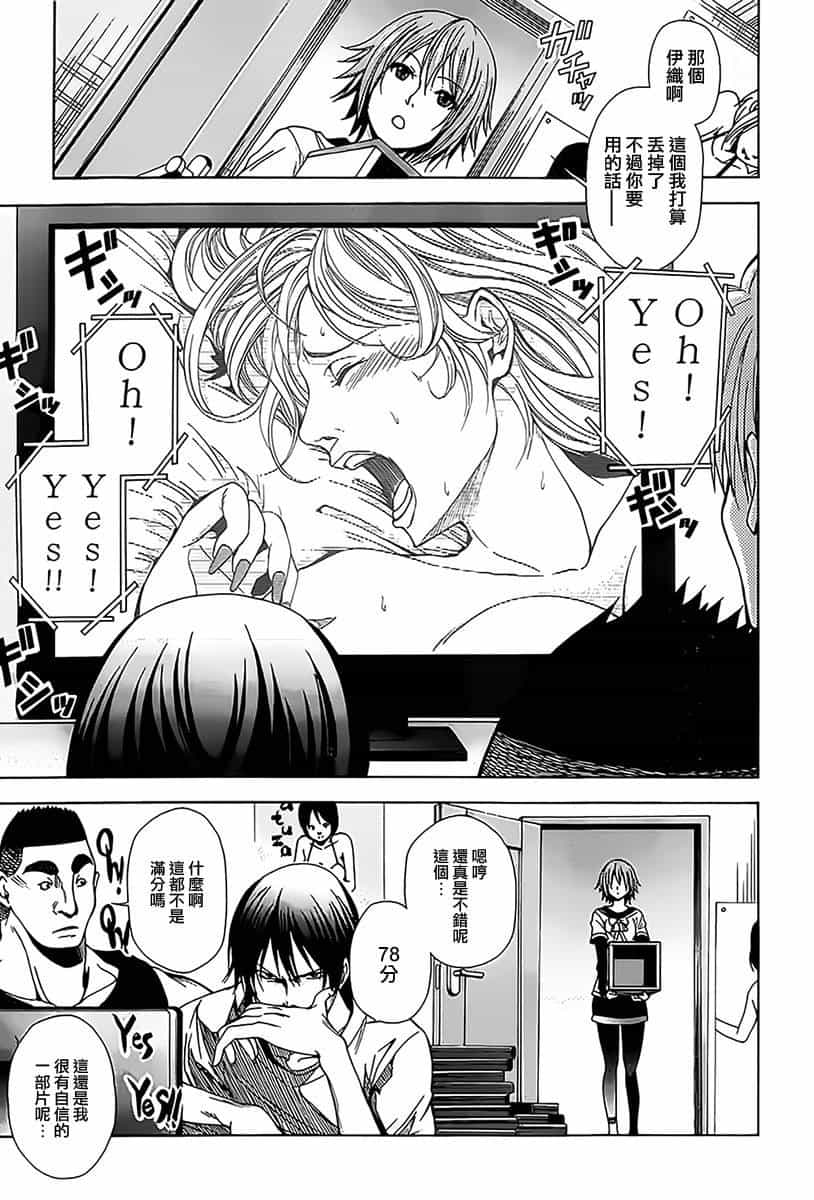 ガチャッ
那個
伊織啊
這個我打算
丟掉了
不過你要
用的話──
Oh!
Yes!
ギシッ
ギシッ
ギシッ
ギシッ
ギシッ
Oh!
Yes!
Yes!!
嗯哼
還真是不錯呢
這個…
78
分
什麼啊
這都不是
滿分嗎
Oh!
Oh!
Yes
Yes!!
這還是我
很有自信的
一部片呢…